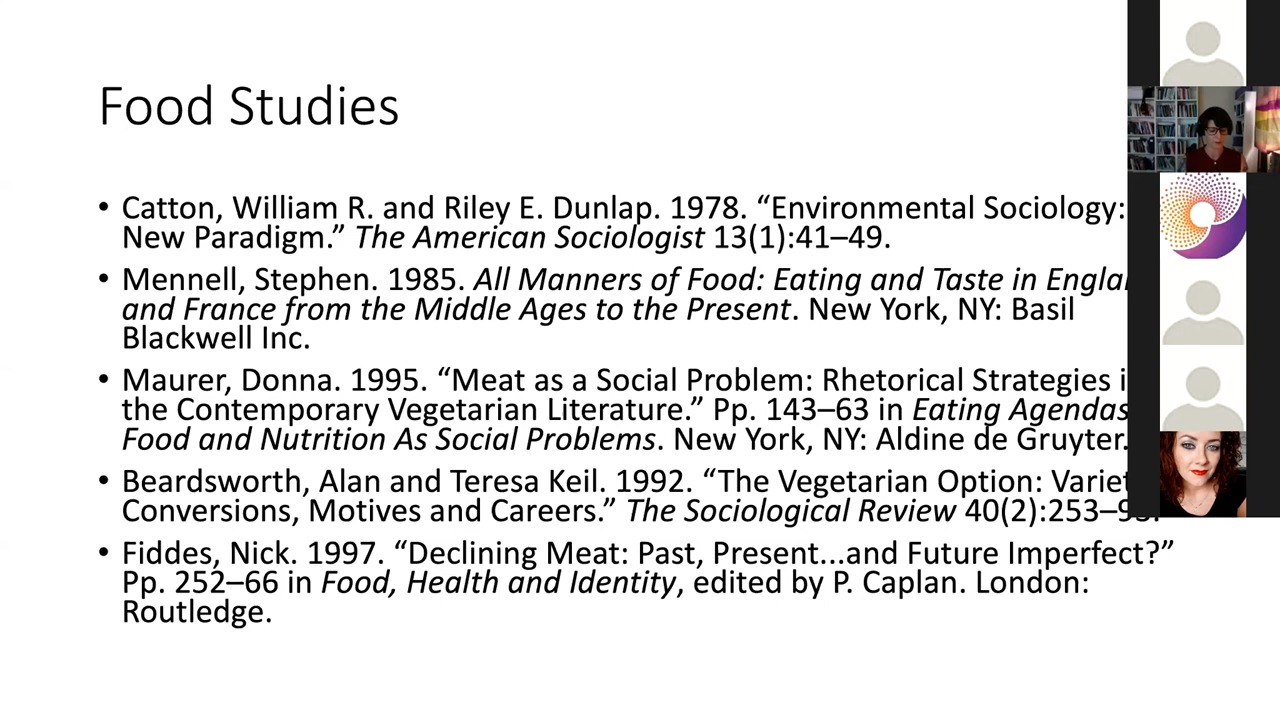 Food Studies
• Catton, William R. and Riley E. Dunlap. 1978. “Environmental Sociology:
New Paradigm.” The American Sociologist 13(1):41–49.
• Mennell, Stephen. 1985. All Manners of Food: Eating and Taste in
and France from the Middle Ages to the Present. New York, NY: Basil
Blackwell Inc.
• Maurer, Donna. 1995. “Meat as a Social Problem: Rhetorical Strategies
the Contemporary Vegetarian Literature.” Pp. 143–63 in Eating Agendas
Food and Nutrition As Social Problems. New York, NY: Aldine de Gruyter.
• Beardsworth, Alan and Teresa Keil. 1992. “The Vegetarian Option:
Conversions, Motives and Careers.” The Sociological Review
• Fiddes, Nick. 1997. “Declining Meat: Past, Present...and Future Imperfect?”
Pp. 252–66 in Food, Health and Identity, edited by P. Caplan. London:
Routledge.